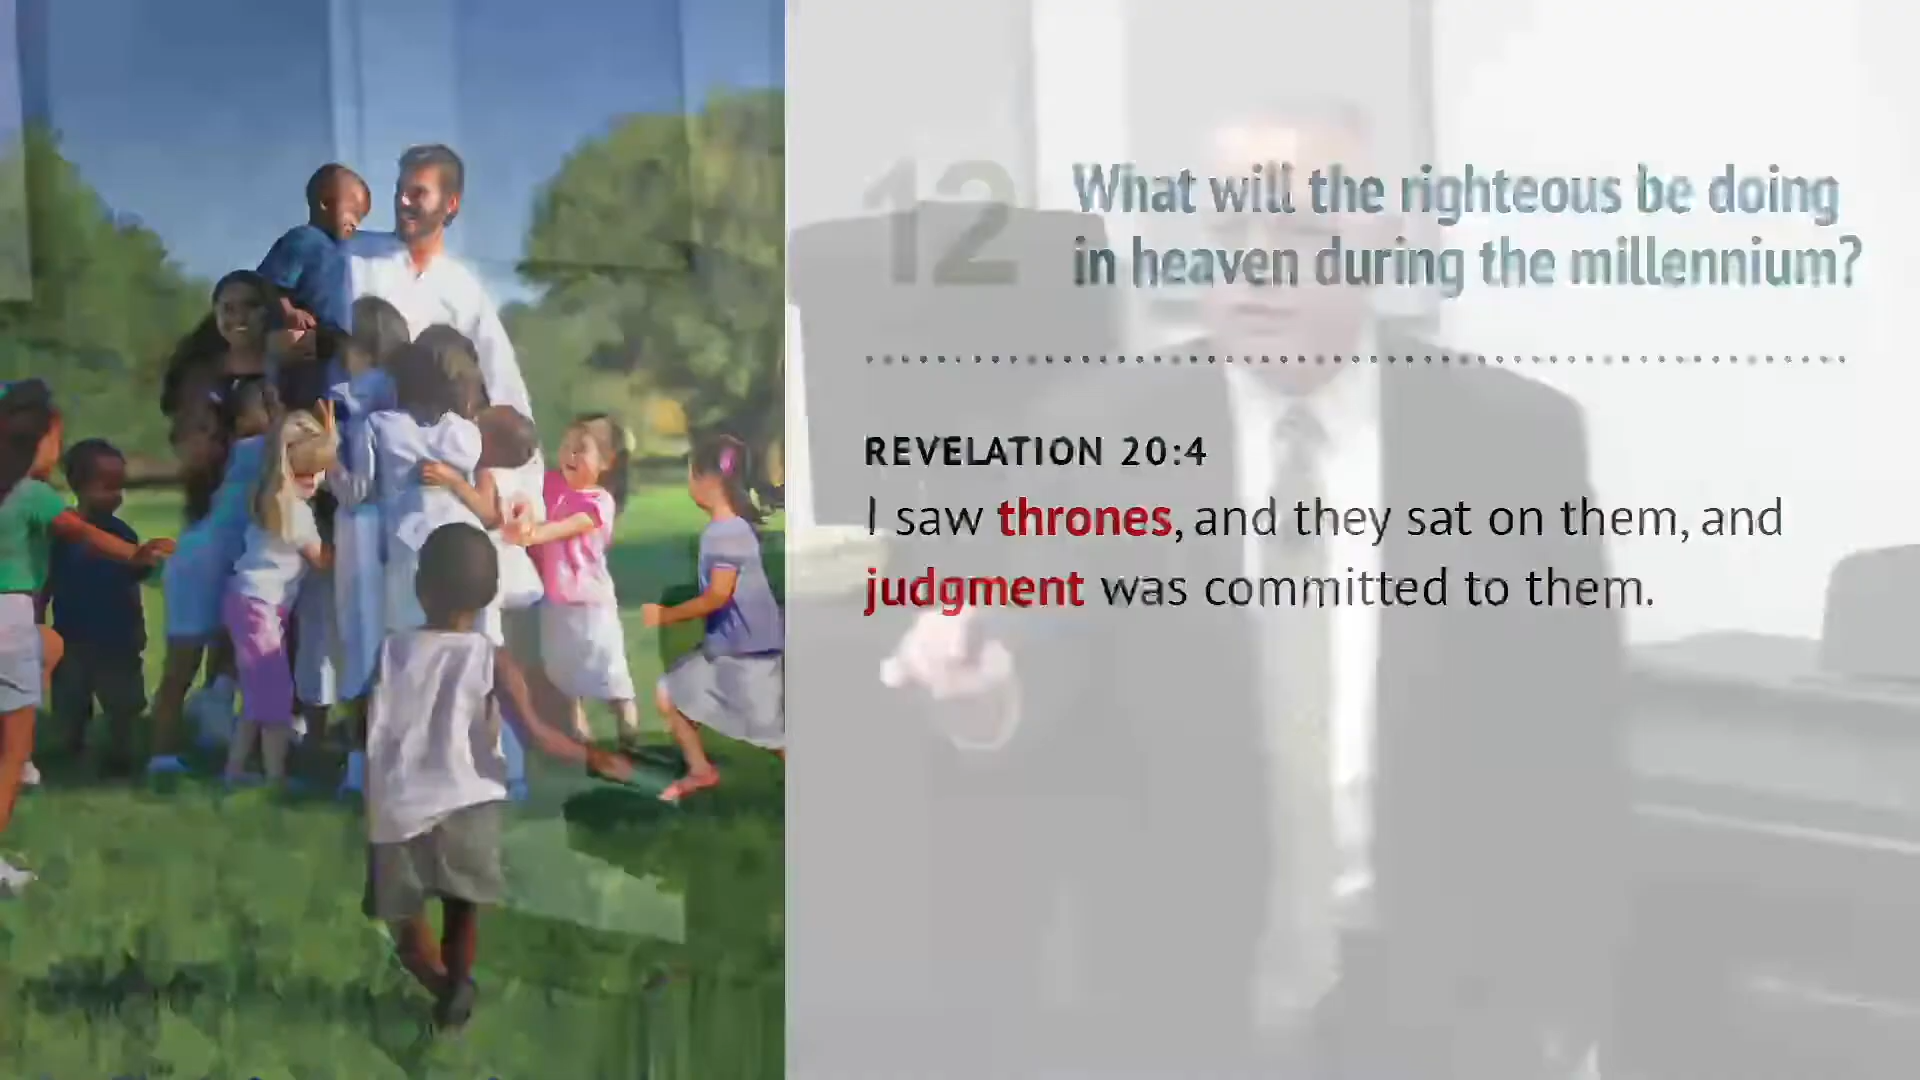 12
What will the righteous be doing
in heaven during the millennium?
REVELATION 20:4
I saw thrones, and they sat on them, and
judgment was committed to them.